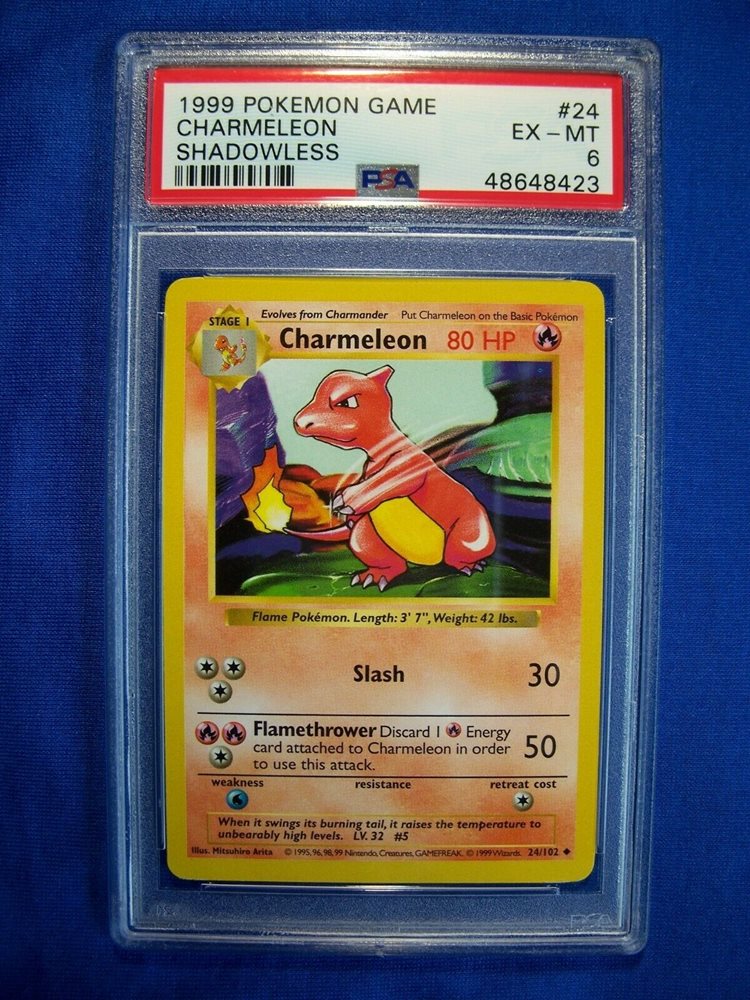 1999 POKEMON GAME #24
CHARMELEON EX - MT
SHADOWLESS 6
PSA 48648423
STAGE 1 Evolves from Charmander Put Charmeleon on the Basic Pokémon
Charmeleon 80 HP
Flame Pokémon. Length: 3' 7", Weight: 42 lbs.
Slash 30
Flamethrower Discard 1 Energy
card attached to Charmeleon in order
to use this attack. 50
weakness resistance retreat cost
When it swings its burning tail, it raises the temperature to
unbearably high levels. LV. 32 #5
Illus. Mitsuhiro Arita © 1995, 96, 98, 99 Nintendo, Creatures, GAMEFREAK. © 1999 Wizards. 24/102
PSA